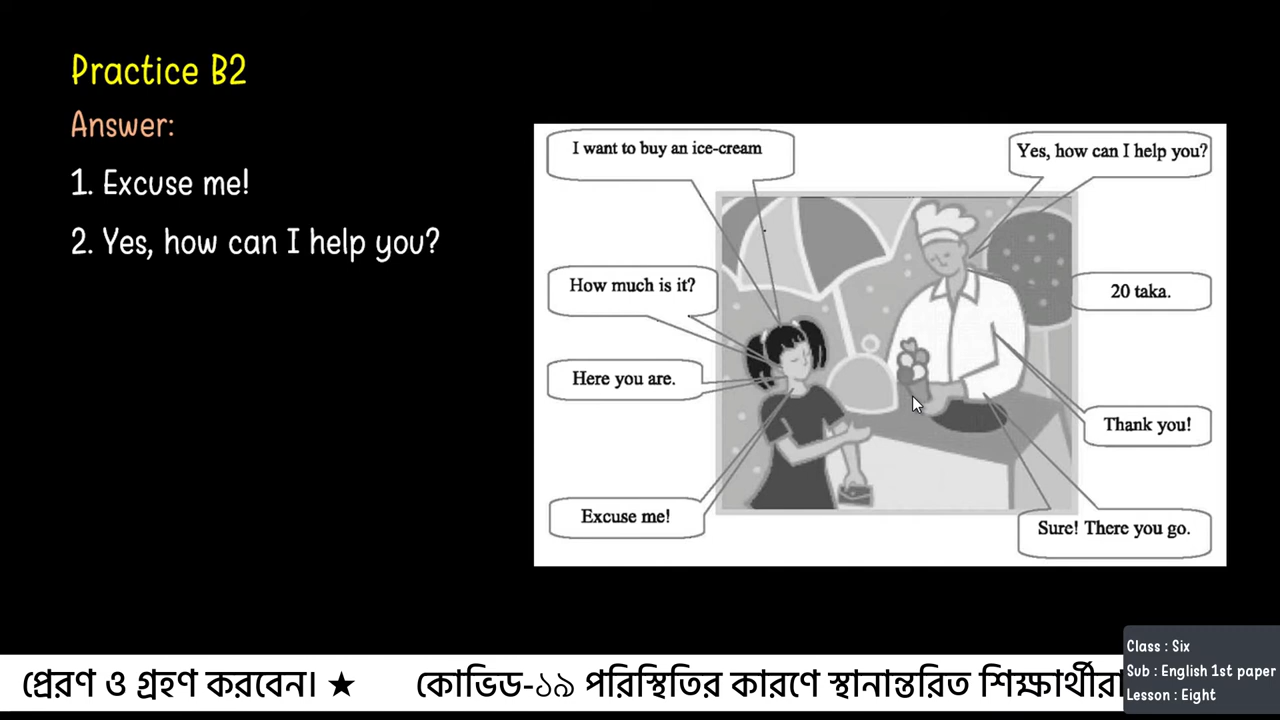 Practice B2
Answer:
1. Excuse me!
2. Yes, how can I help you?
I want to buy an ice-cream
Yes, how can I help you?
How much is it?
20 taka.
Here you are.
Thank you!
Excuse me!
Sure! There you go.
Class : Six
Sub : English 1st paper
Lesson : Eight
প্রেরণ ও গ্রহণ করবেন। ★ কোভিড-১৯ পরিস্থিতির কারণে স্থানান্তরিত শিক্ষার্থীরা